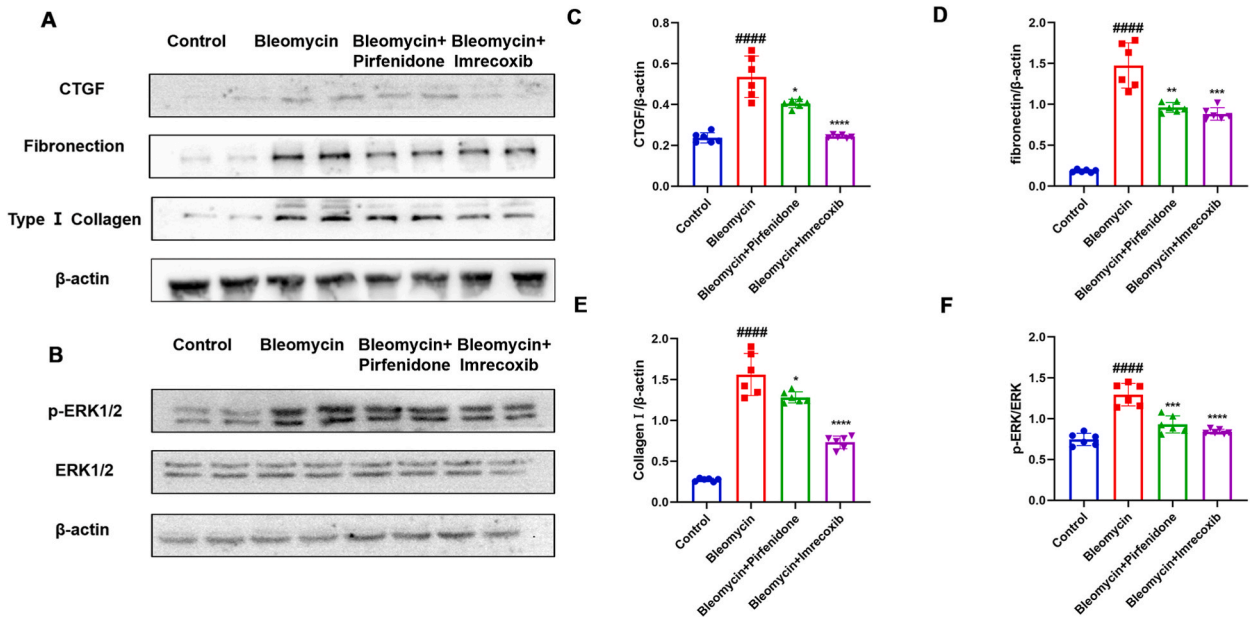 A
Control Bleomycin Bleomycin+ Bleomycin+
Pirfenidone Imrecoxib
CTGF
Fibronection
Type I Collagen
β-actin
B
Control Bleomycin Bleomycin+ Bleomycin+
Pirfenidone Imrecoxib
p-ERK1/2
ERK1/2
β-actin
C
CTGF/β-actin
0.8
0.6
0.4
0.2
0.0
####
*
****
Control
Bleomycin
Bleomycin+Pirfenidone
Bleomycin+Imrecoxib
D
fibronectin/β-actin
2.0
1.5
1.0
0.5
0.0
####
**
***
Control
Bleomycin
Bleomycin+Pirfenidone
Bleomycin+Imrecoxib
E
Collagen I/β-actin
2.0
1.5
1.0
0.5
0.0
####
*
****
Control
Bleomycin
Bleomycin+Pirfenidone
Bleomycin+Imrecoxib
F
p-ERK/ERK
2.0
1.5
1.0
0.5
0.0
####
***
****
Control
Bleomycin
Bleomycin+Pirfenidone
Bleomycin+Imrecoxib